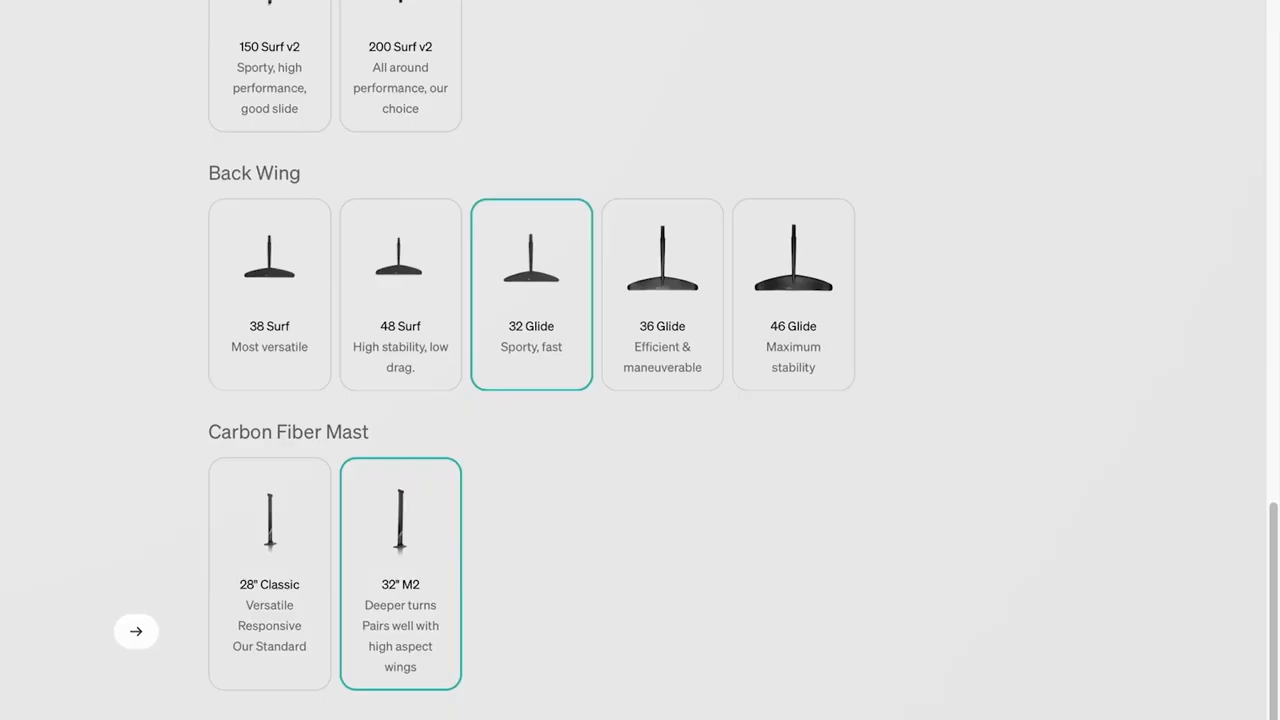 150 Surf v2
Sporty, high
performance,
good slide
200 Surf v2
All around
performance, our
choice
Back Wing
38 Surf
Most versatile
48 Surf
High stability, low
drag.
32 Glide
Sporty, fast
36 Glide
Efficient &
maneuverable
46 Glide
Maximum
stability
Carbon Fiber Mast
28" Classic
Versatile
Responsive
Our Standard
32" M2
Deeper turns
Pairs well with
high aspect
wings